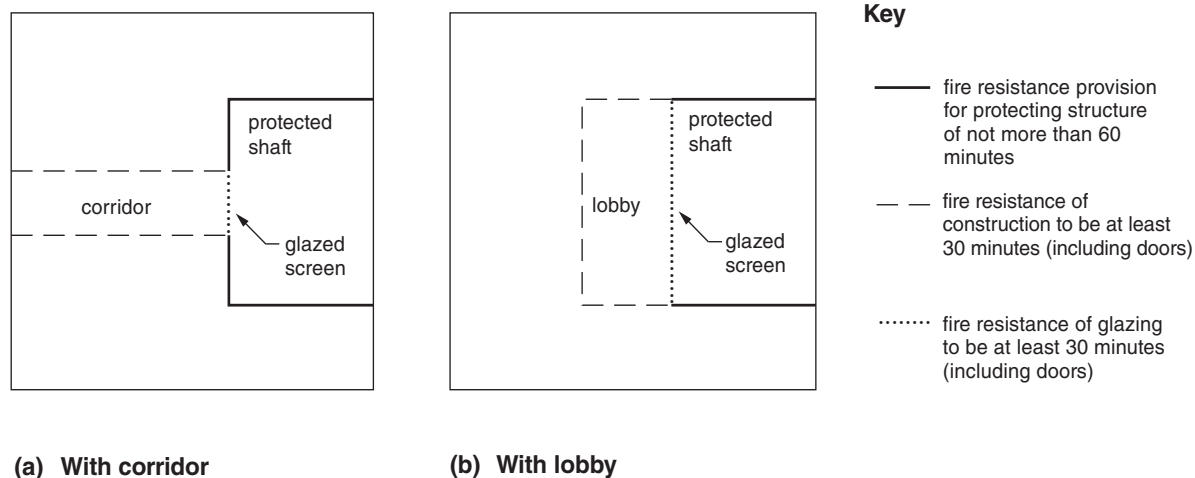 protected
shaft
corridor
glazed
screen
(a) With corridor
protected
shaft
lobby
glazed
screen
(b) With lobby
Key
fire resistance provision
for protecting structure
of not more than 60
minutes
fire resistance of
construction to be at least
30 minutes (including doors)
fire resistance of glazing
to be at least 30 minutes
(including doors)